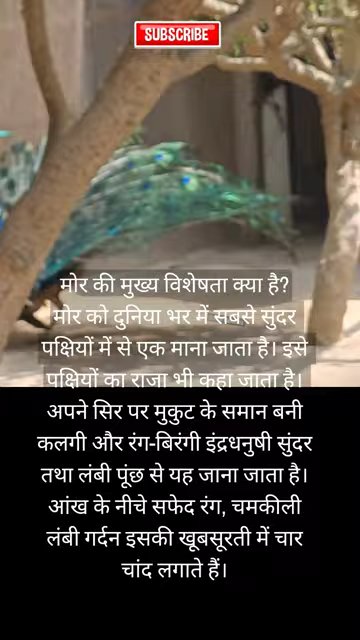 SUBSCRIBE
मोर की मुख्य विशेषता क्या है?
मोर को दुनिया भर में सबसे सुंदर
पक्षियों में से एक माना जाता है। इसे
पक्षियों का राजा भी कहा जाता है।
अपने सिर पर मुकुट के समान बनी
कलगी और रंग-बिरंगी इंद्रधनुषी सुंदर
तथा लंबी पूंछ से यह जाना जाता है।
आंख के नीचे सफेद रंग, चमकीली
लंबी गर्दन इसकी खूबसूरती में चार
चांद लगाते हैं।